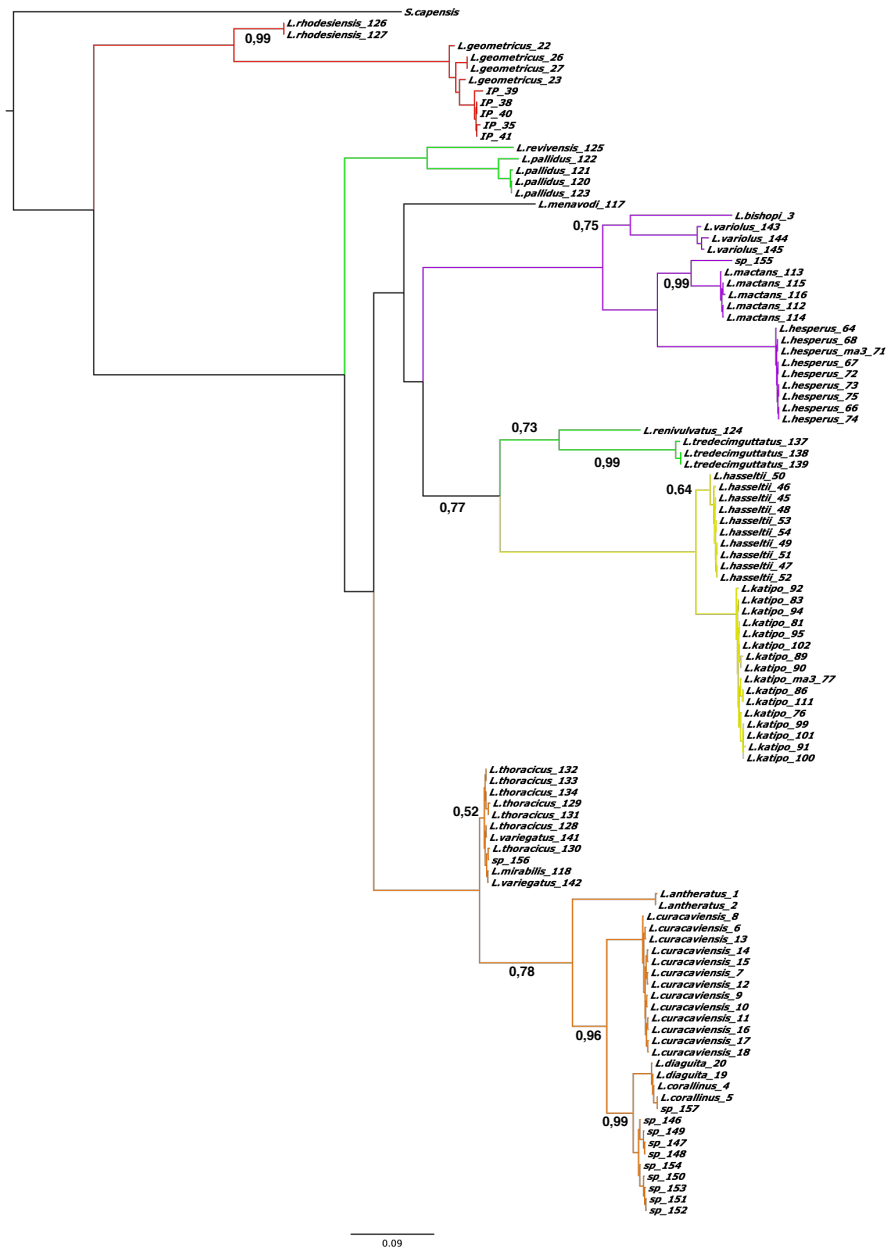 S.capensis
L.rhodesiensis_126
L.rhodesiensis_127
0,99
L.geometricus_22
L.geometricus_26
L.geometricus_27
L.geometricus_23
IP_39
IP_38
IP_40
IP_35
IP_41
L.revivensis_125
L.pallidus_122
L.pallidus_121
L.pallidus_120
L.pallidus_123
L.menavodi_117
L.bishopi_3
0,75
L.variolus_143
L.variolus_144
L.variolus_145
sp_155
L.mactans_113
0,99
L.mactans_115
L.mactans_116
L.mactans_112
L.mactans_114
L.hesperus_64
L.hesperus_68
L.hesperus_ma3_71
L.hesperus_67
L.hesperus_72
L.hesperus_73
L.hesperus_75
L.hesperus_66
L.hesperus_74
0,73
L.renivulvatus_124
L.tredecimguttatus_137
L.tredecimguttatus_138
0,99
L.tredecimguttatus_139
L.hasseltii_50
0,64
L.hasseltii_46
L.hasseltii_45
0,77
L.hasseltii_48
L.hasseltii_53
L.hasseltii_54
L.hasseltii_49
L.hasseltii_51
L.hasseltii_47
L.hasseltii_52
L.katipo_92
L.katipo_83
L.katipo_94
L.katipo_81
L.katipo_95
L.katipo_102
L.katipo_89
L.katipo_90
L.katipo_ma3_77
L.katipo_86
L.katipo_111
L.katipo_76
L.katipo_99
L.katipo_101
L.katipo_91
L.katipo_100
L.thoracicus_132
L.thoracicus_133
L.thoracicus_134
L.thoracicus_129
0,52
L.thoracicus_131
L.thoracicus_128
L.variegatus_141
L.thoracicus_130
sp_156
L.mirabilis_118
L.variegatus_142
L.antheratus_1
L.antheratus_2
L.curacaviensis_8
L.curacaviensis_6
L.curacaviensis_13
L.curacaviensis_14
L.curacaviensis_15
0,78
L.curacaviensis_7
L.curacaviensis_12
L.curacaviensis_9
L.curacaviensis_10
L.curacaviensis_11
L.curacaviensis_16
0,96
L.curacaviensis_17
L.curacaviensis_18
L.diaguita_20
L.diaguita_19
L.corallinus_4
L.corallinus_5
sp_157
0,99
sp_146
sp_149
sp_147
sp_148
sp_154
sp_150
sp_153
sp_151
sp_152
0.09